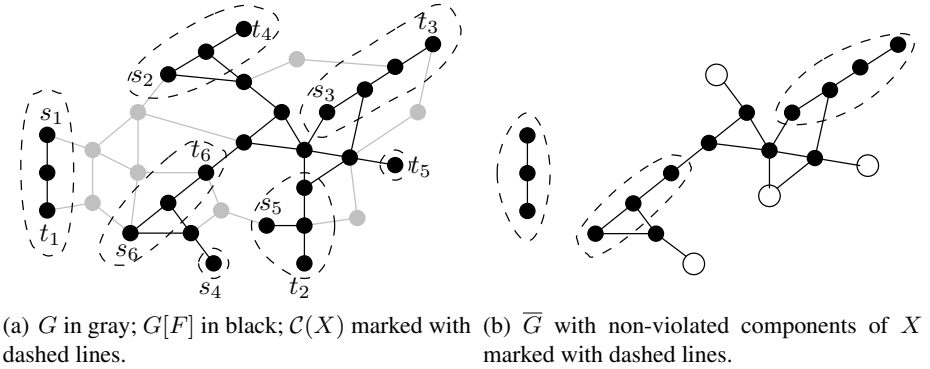 t₄
t₃
s₂
s₃
s₁
t₆
t₅
s₅
t₁
s₆
s₄
t₂
(a) G in gray; G[F] in black; 𝒞(X) marked with dashed lines.
(b) G̅ with non-violated components of X marked with dashed lines.